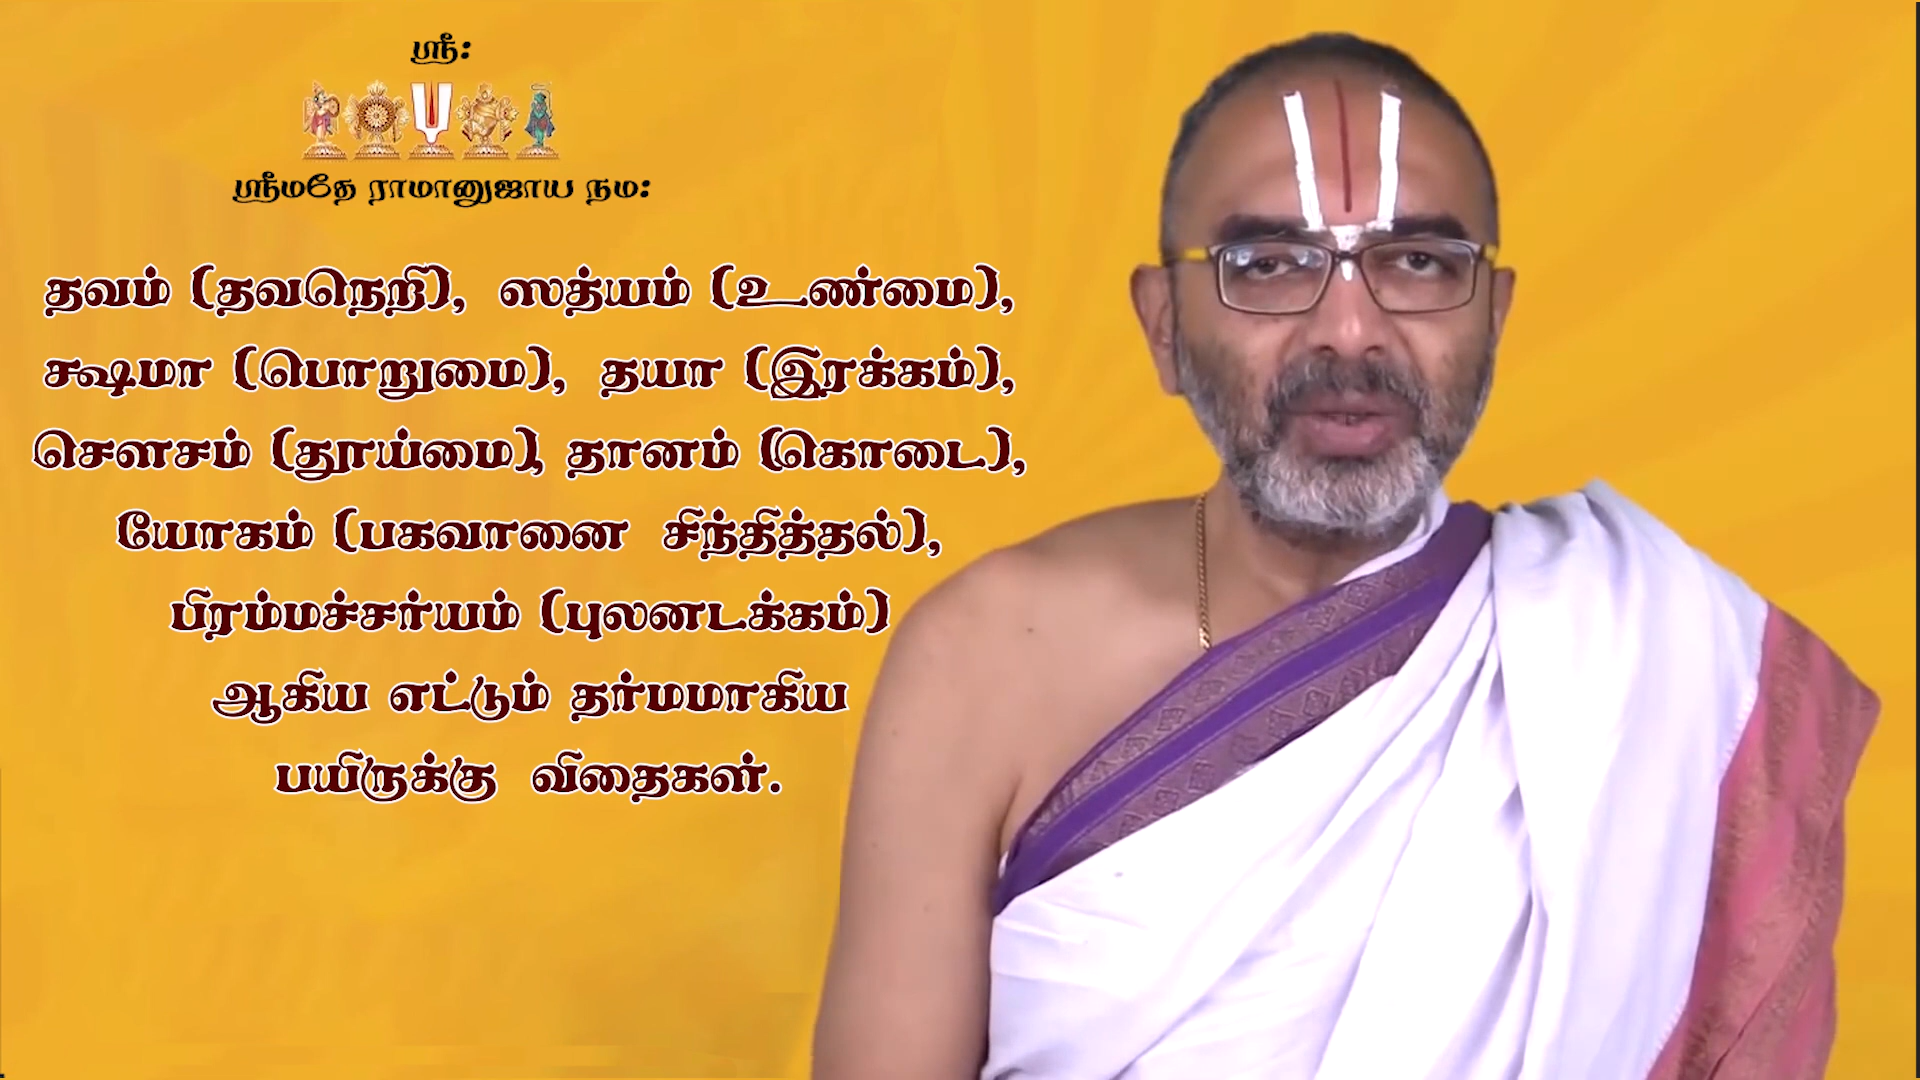 ஸ்ரீ:
ஸ்ரீமதே ராமானுஜாய நம:
தவம் (தவநெறி), ஸத்யம் (உண்மை),
க்ஷமா (பொறுமை), தயா (இரக்கம்),
சௌசம் (தூய்மை), தானம் (கொடை),
யோகம் (பகவானை சிந்தித்தல்),
பிரம்மச்சர்யம் (புலனடக்கம்)
ஆகிய எட்டும் தர்மமாகிய
பயிருக்கு விதைகள்.